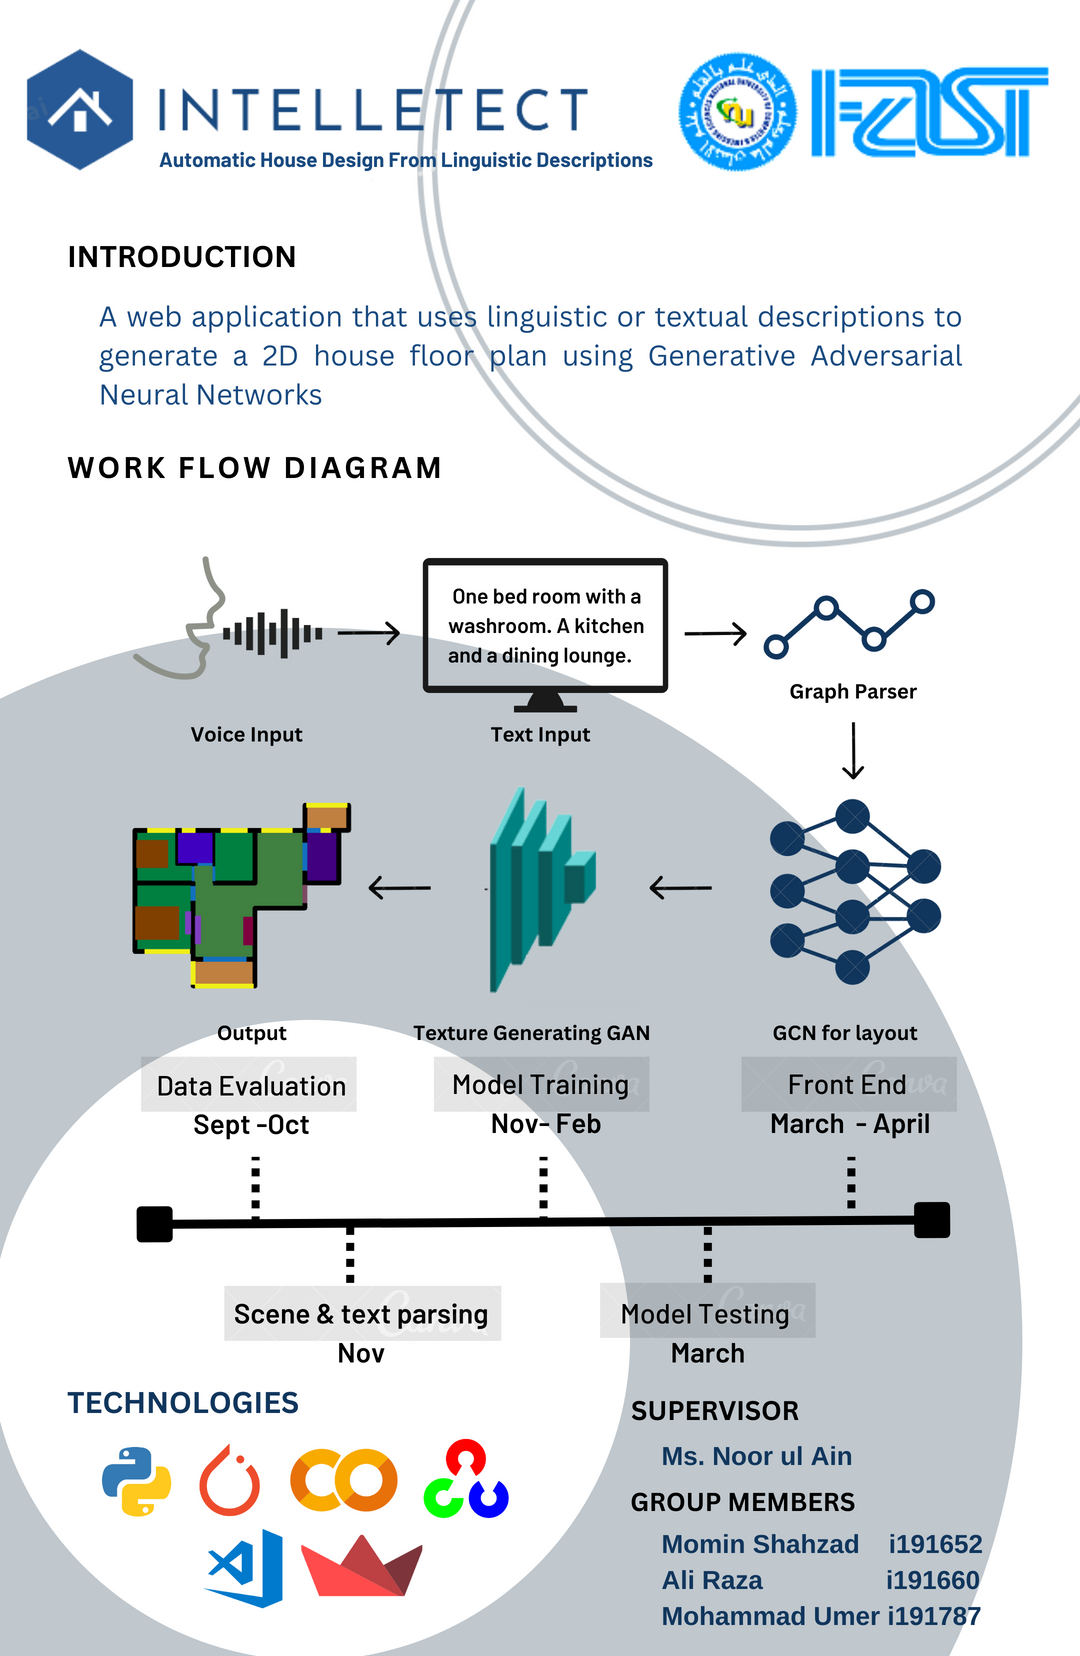 INTELLETECT
Automatic House Design From Linguistic Descriptions
FAST
INTRODUCTION
A web application that uses linguistic or textual descriptions to
generate a 2D house floor plan using Generative Adversarial
Neural Networks
WORK FLOW DIAGRAM
One bed room with a
washroom. A kitchen
and a dining lounge.
Graph Parser
Voice Input
Text Input
Output
Texture Generating GAN
GCN for layout
Data Evaluation
Sept -Oct
Model Training
Nov- Feb
Front End
March - April
Scene & text parsing
Nov
Model Testing
March
TECHNOLOGIES
SUPERVISOR
Ms. Noor ul Ain
GROUP MEMBERS
Momin Shahzad i191652
Ali Raza i191660
Mohammad Umer i191787